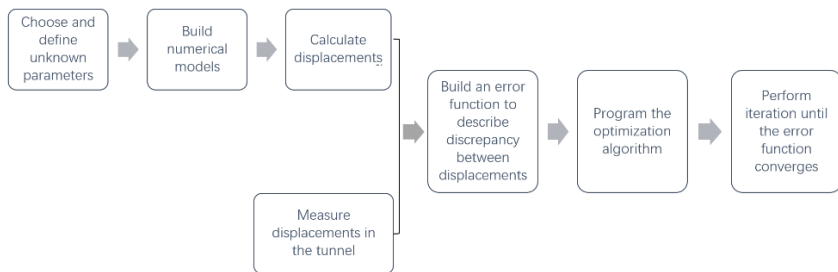 Choose and
define
unknown
parameters
Build
numerical
models
Calculate
displacements
Measure
displacements in
the tunnel
Build an error
function to
describe
discrepancy
between
displacements
Program the
optimization
algorithm
Perform
iteration until
the error
function
converges